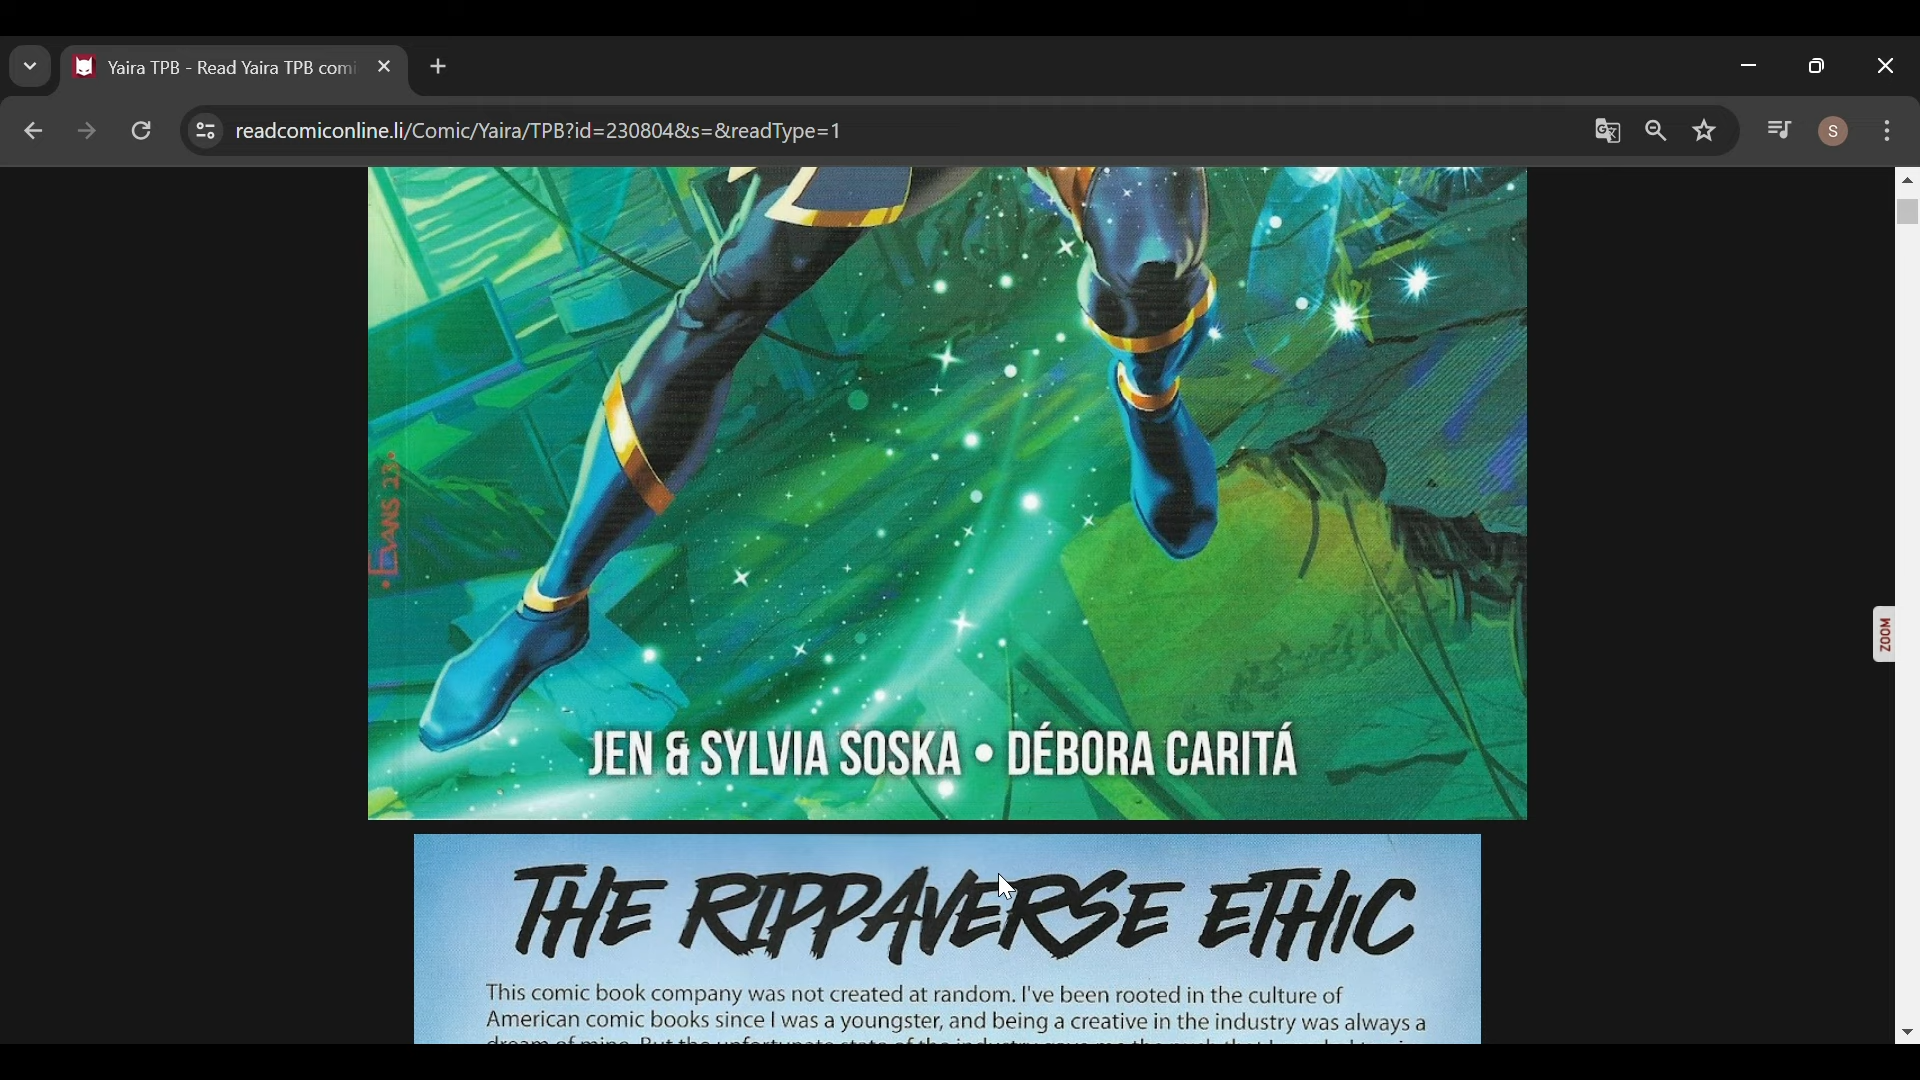 Yaira TPB - Read Yaira TPB comi
readcomiconline.li/Comic/Yaira/TPB?id=230804&s=&readType=1
S
EVANS 23
ZOOM
JEN & SYLVIA SOSKA • DÉBORA CARITÁ
THE RIPPAVERSE ETHIC
This comic book company was not created at random. I've been rooted in the culture of
American comic books since I was a youngster, and being a creative in the industry was always a